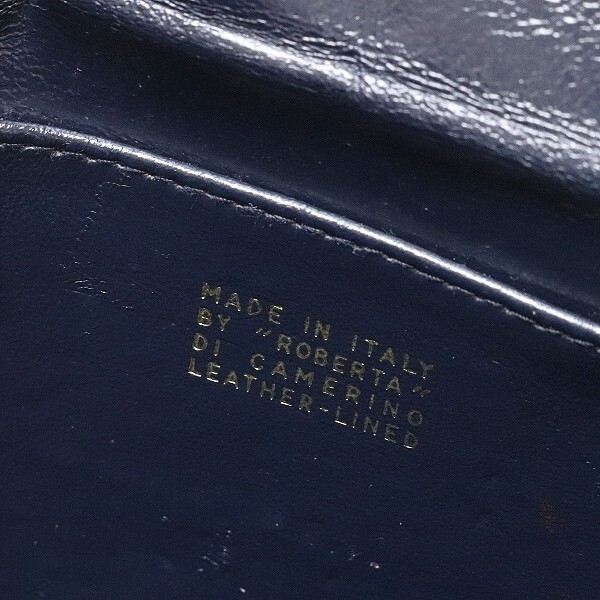 MADE IN ITALY
BY "ROBERTA"
DI CAMERINO
LEATHER-LINED